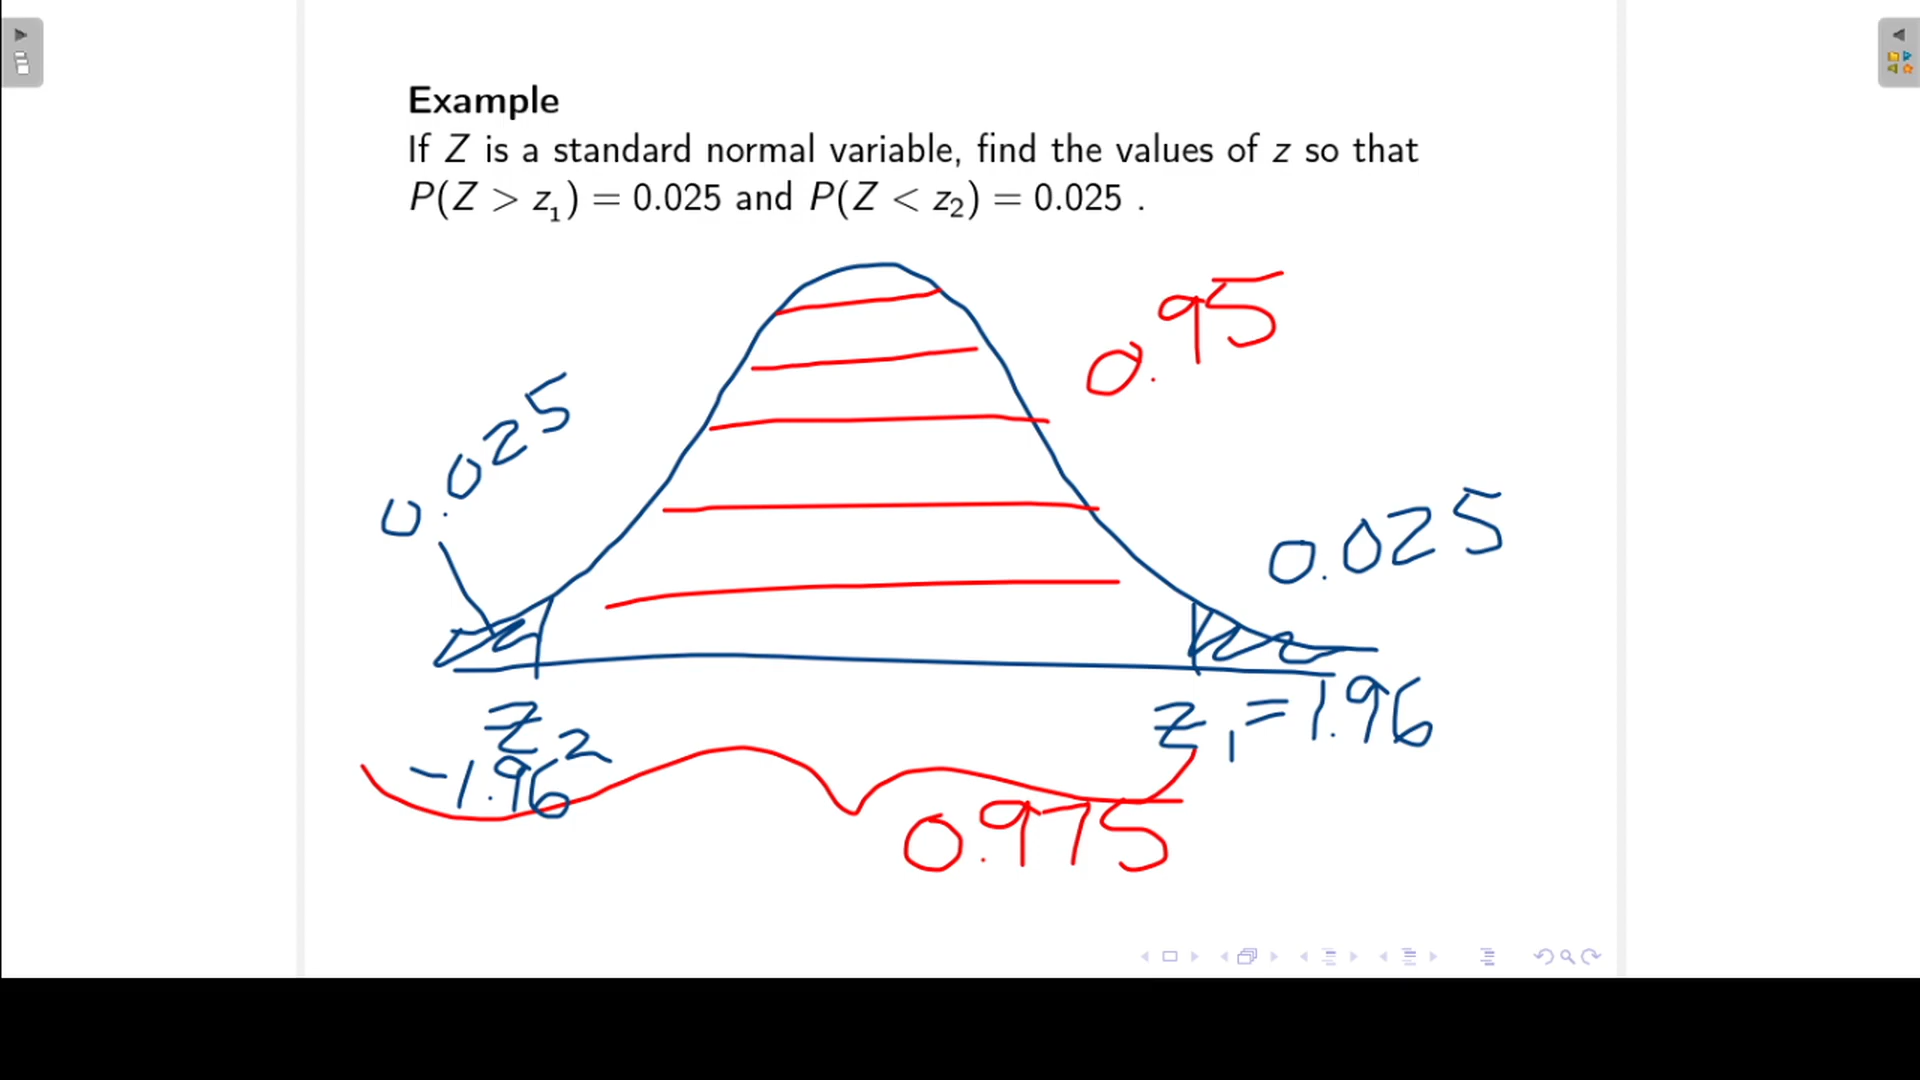 Example
If Z is a standard normal variable, find the values of z so that
P(Z > z₁) = 0.025 and P(Z < z₂) = 0.025 .
0.95
0.025
0.025
z₂
z₁ = 1.96
-1.96
0.975